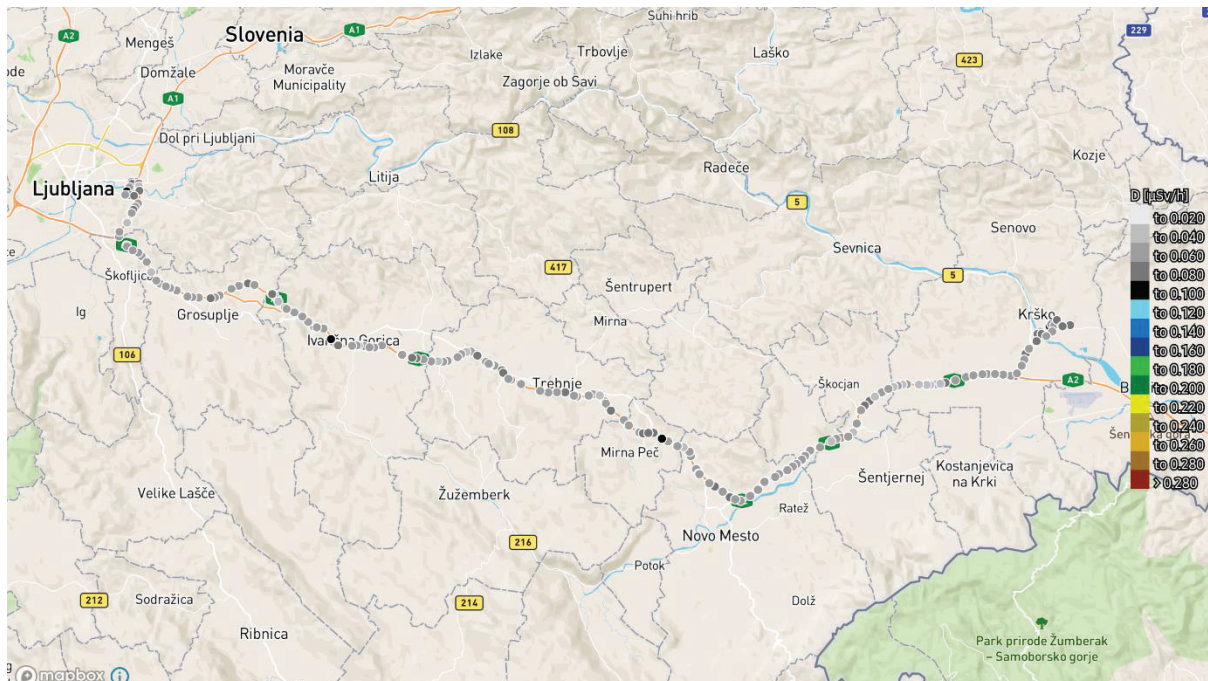 A2
Mengeš
Slovenia
A1
Suhi hrib
229
Izlake
Trbovlje
Laško
423
ode
Domžale
Moravče
Municipality
Zagorje ob Savi
A1
Dol pri Ljubljani
108
Kozje
Radeče
Litija
Ljubljana
D [µSv/h]
5
to 0.020
to 0.040
Senovo
to 0.060
Sevnica
417
5
to 0.080
Škofljica
Šentrupert
to 0.100
Ig
Grosuplje
Mirna
Krško
to 0.120
Ivančna Gorica
to 0.140
106
to 0.160
A2
Trebnje
Škocjan
to 0.180
to 0.200
to 0.220
to 0.240
Mirna Peč
to 0.260
Kostanjevica
na Krki
Šentjernej
to 0.280
Velike Lašče
Žužemberk
> 0.280
Ratež
Novo Mesto
216
Potok
212
Sodražica
214
Dolž
Ribnica
Park prirode Žumberak
– Samoborsko gorje
mapbox